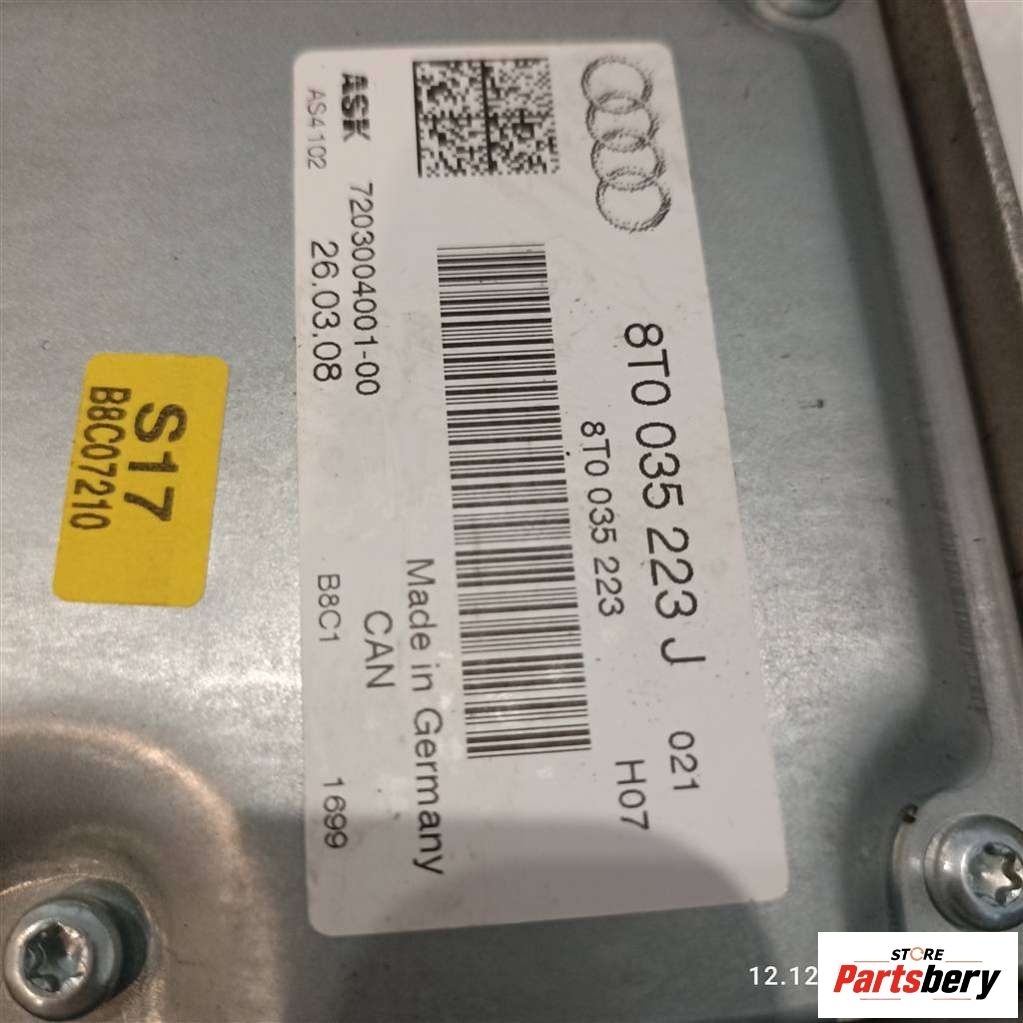 8T0 035 223 J 021
8T0 035 223 H07
Made in Germany
CAN
ASK 7203004001-00
26.03.08
AS4102
B8C1 1699
S17
B8C07210
12.12
STORE
Partsbery